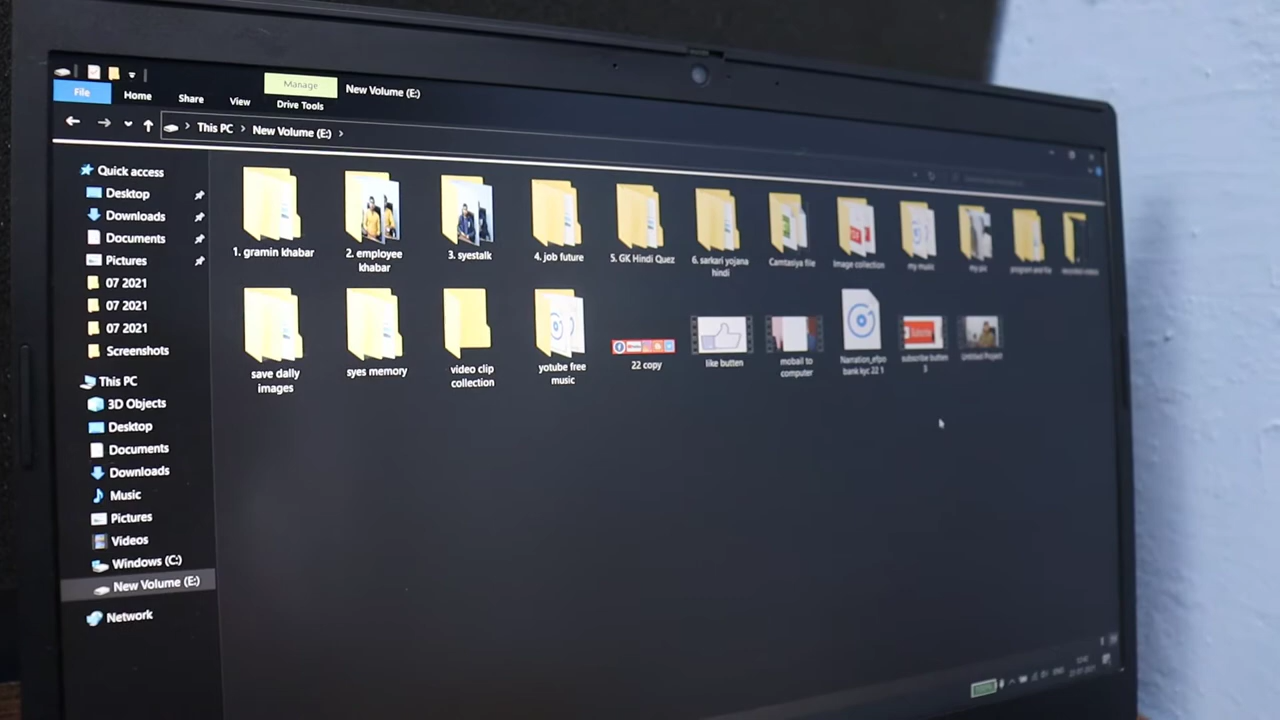 Manage
New Volume (E:)
File
Home
Share
View
Drive Tools
This PC
New Volume (E:)
Quick access
Desktop
Downloads
Documents
Pictures
07 2021
07 2021
07 2021
Screenshots
This PC
3D Objects
Desktop
Documents
Downloads
Music
Pictures
Videos
Windows (C:)
New Volume (E:)
Network
1. gramin khabar
2. employee
khabar
3. syestalk
4. job future
5. GK Hindi Quez
6. sarkari yojana
hindi
Camtasiya file
Image collection
my music
my pic
program and file
save daily
images
syes memory
video clip
collection
yotube free
music
22 copy
like butten
mobail to
computer
Narration_efpo
bank kyc 22 1
Subscribe
subscribe butten
Untitled Project